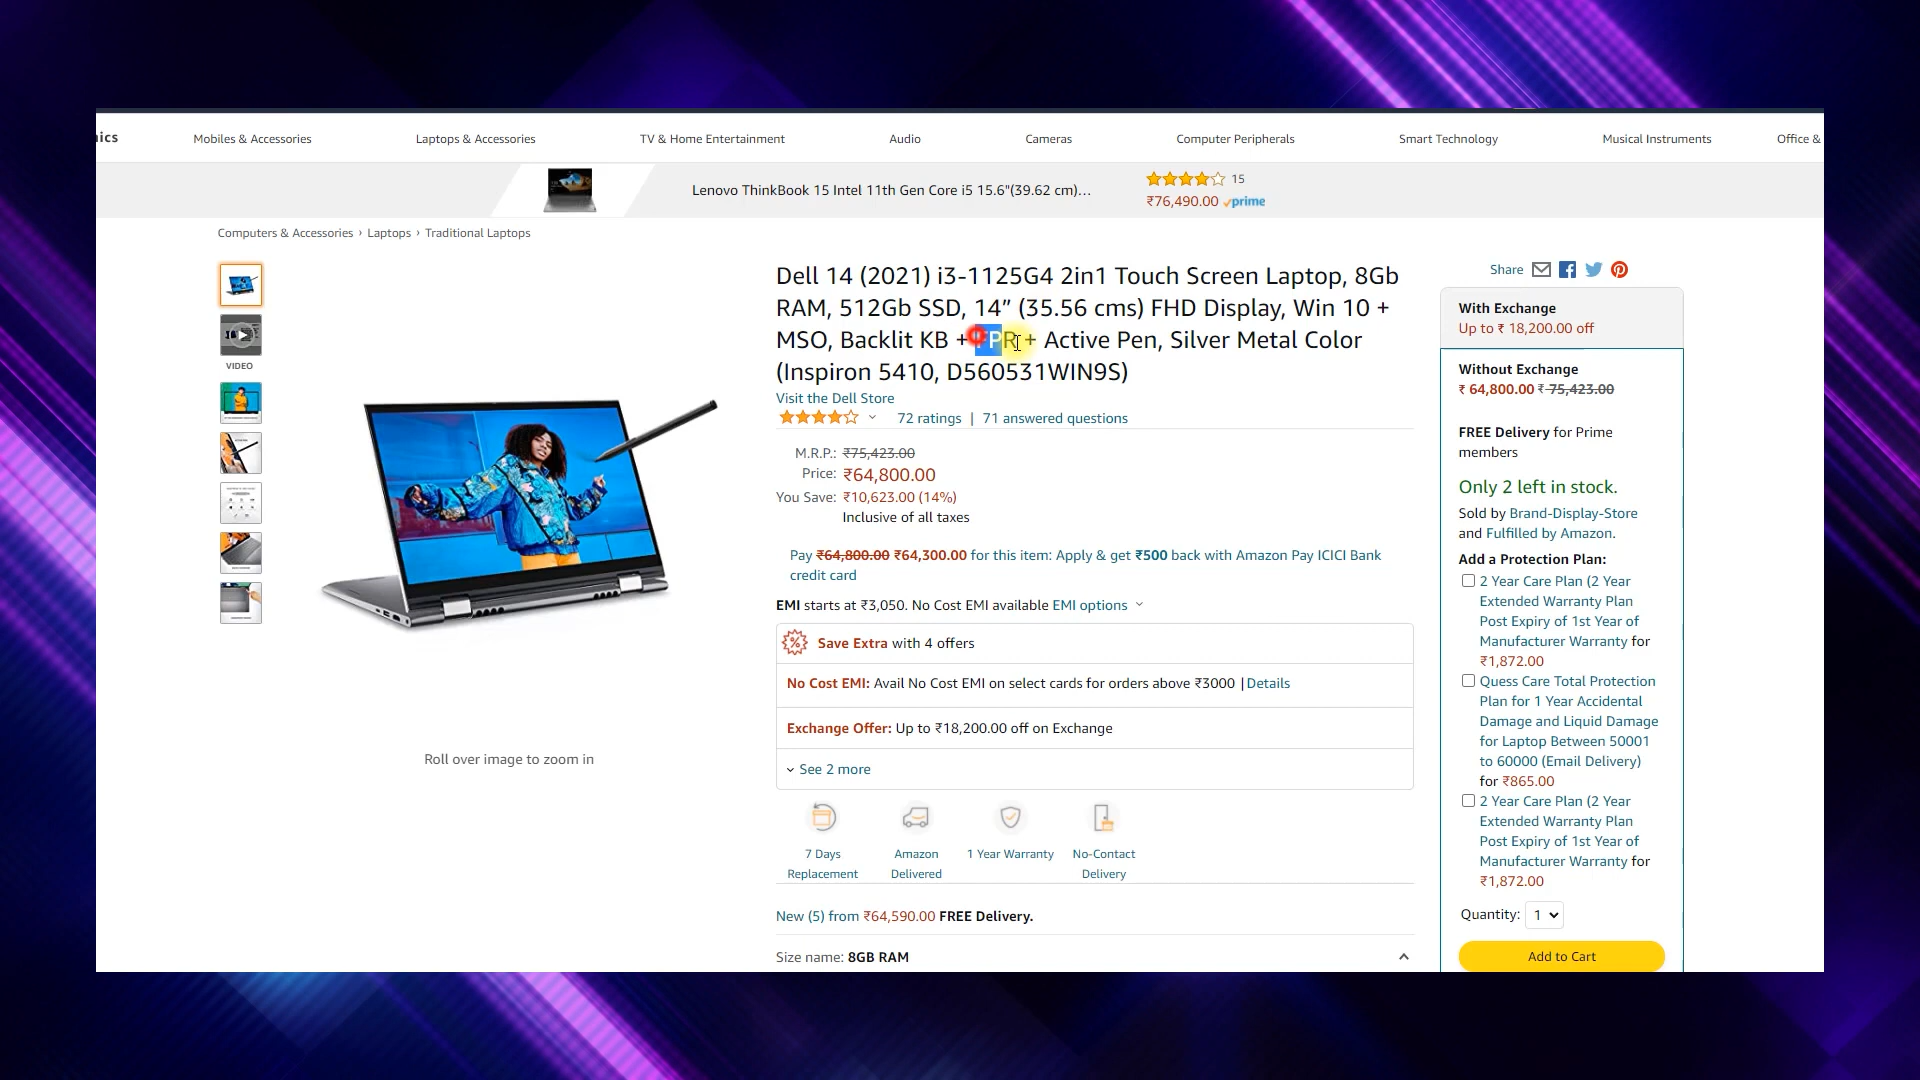 ics
Mobiles & Accessories
Laptops & Accessories
TV & Home Entertainment
Audio
Cameras
Computer Peripherals
Smart Technology
Musical Instruments
Office &
Lenovo ThinkBook 15 Intel 11th Gen Core i5 15.6"(39.62 cm)…
15
₹76,490.00 prime
Computers & Accessories › Laptops › Traditional Laptops
VIDEO
Roll over image to zoom in
Dell 14 (2021) i3-1125G4 2in1 Touch Screen Laptop, 8Gb
RAM, 512Gb SSD, 14” (35.56 cms) FHD Display, Win 10 +
MSO, Backlit KB + FPR + Active Pen, Silver Metal Color
(Inspiron 5410, D560531WIN9S)
Visit the Dell Store
72 ratings | 71 answered questions
M.R.P.: ₹75,423.00
Price: ₹64,800.00
You Save: ₹10,623.00 (14%)
Inclusive of all taxes
Pay ₹64,800.00 ₹64,300.00 for this item: Apply & get ₹500 back with Amazon Pay ICICI Bank
credit card
EMI starts at ₹3,050. No Cost EMI available EMI options
Save Extra with 4 offers
No Cost EMI: Avail No Cost EMI on select cards for orders above ₹3000 | Details
Exchange Offer: Up to ₹18,200.00 off on Exchange
See 2 more
7 Days
Replacement
Amazon
Delivered
1 Year Warranty
No-Contact
Delivery
New (5) from ₹64,590.00 FREE Delivery.
Size name: 8GB RAM
Share
With Exchange
Up to ₹ 18,200.00 off
Without Exchange
₹ 64,800.00 ₹ 75,423.00
FREE Delivery for Prime
members
Only 2 left in stock.
Sold by Brand-Display-Store
and Fulfilled by Amazon.
Add a Protection Plan:
2 Year Care Plan (2 Year
Extended Warranty Plan
Post Expiry of 1st Year of
Manufacturer Warranty for
₹1,872.00
Quess Care Total Protection
Plan for 1 Year Accidental
Damage and Liquid Damage
for Laptop Between 50001
to 60000 (Email Delivery)
for ₹865.00
2 Year Care Plan (2 Year
Extended Warranty Plan
Post Expiry of 1st Year of
Manufacturer Warranty for
₹1,872.00
Quantity: 1
Add to Cart